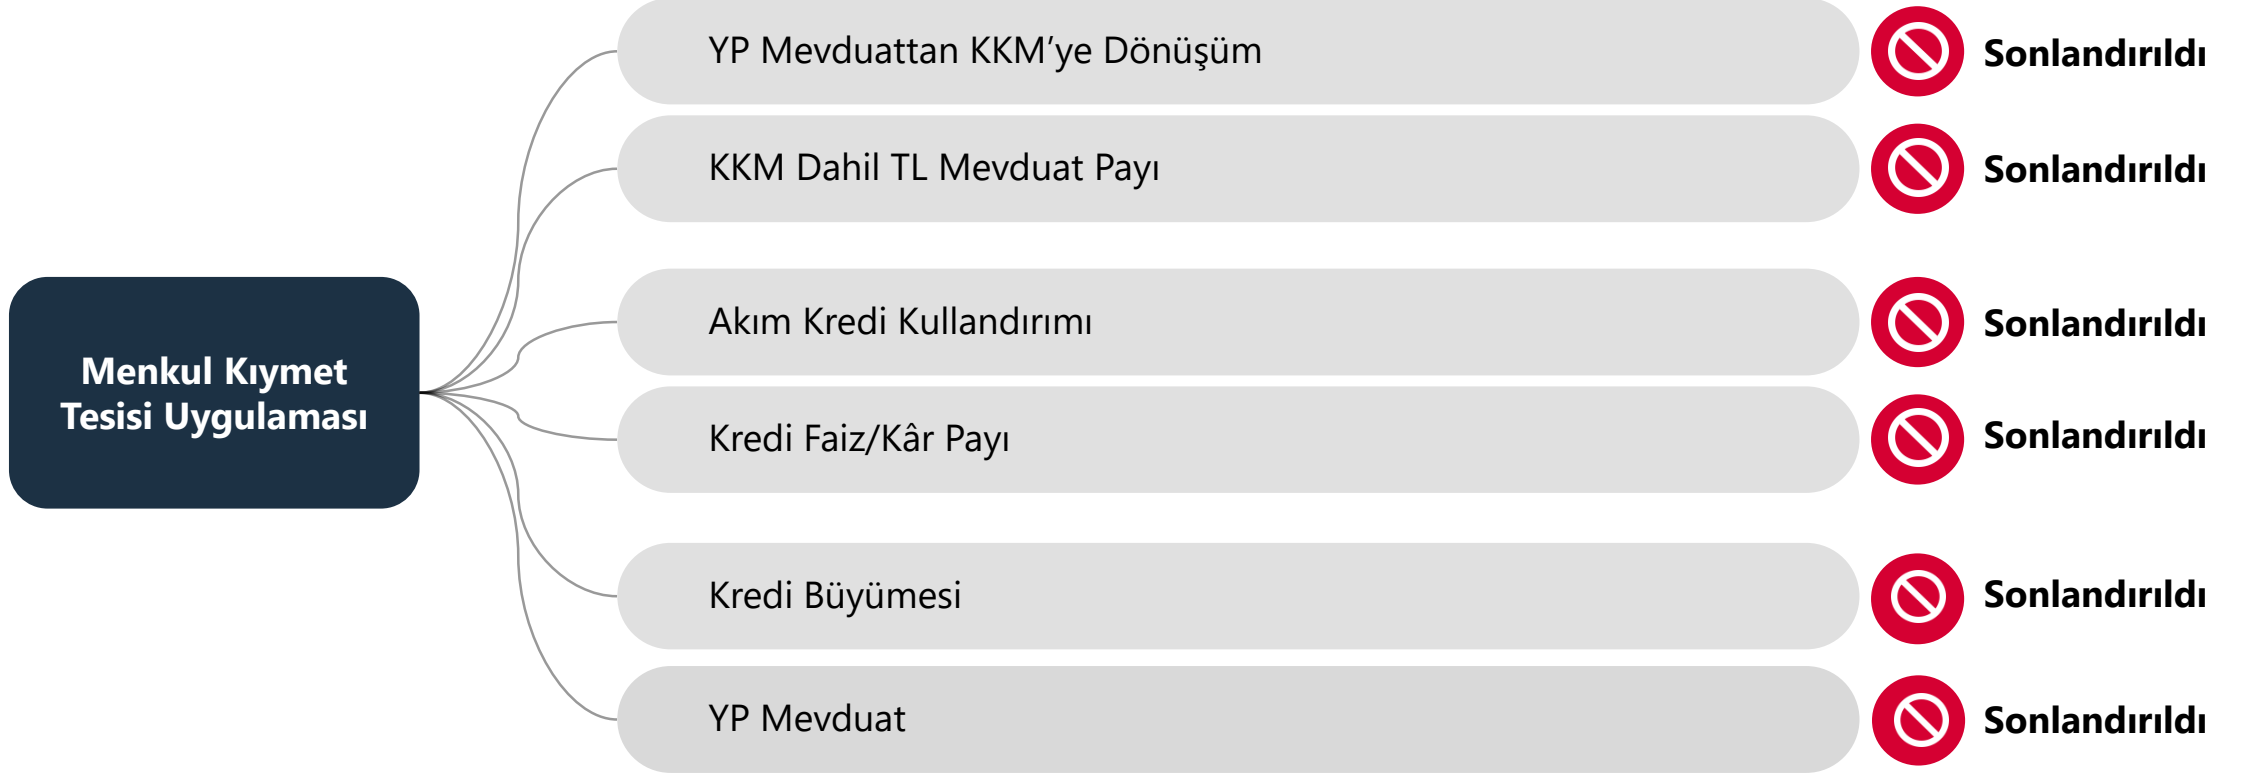 YP Mevduattan KKM’ye Dönüşüm
Sonlandırıldı
KKM Dahil TL Mevduat Payı
Sonlandırıldı
Menkul Kıymet
Tesisi Uygulaması
Akım Kredi Kullandırımı
Sonlandırıldı
Kredi Faiz/Kâr Payı
Sonlandırıldı
Kredi Büyümesi
Sonlandırıldı
YP Mevduat
Sonlandırıldı